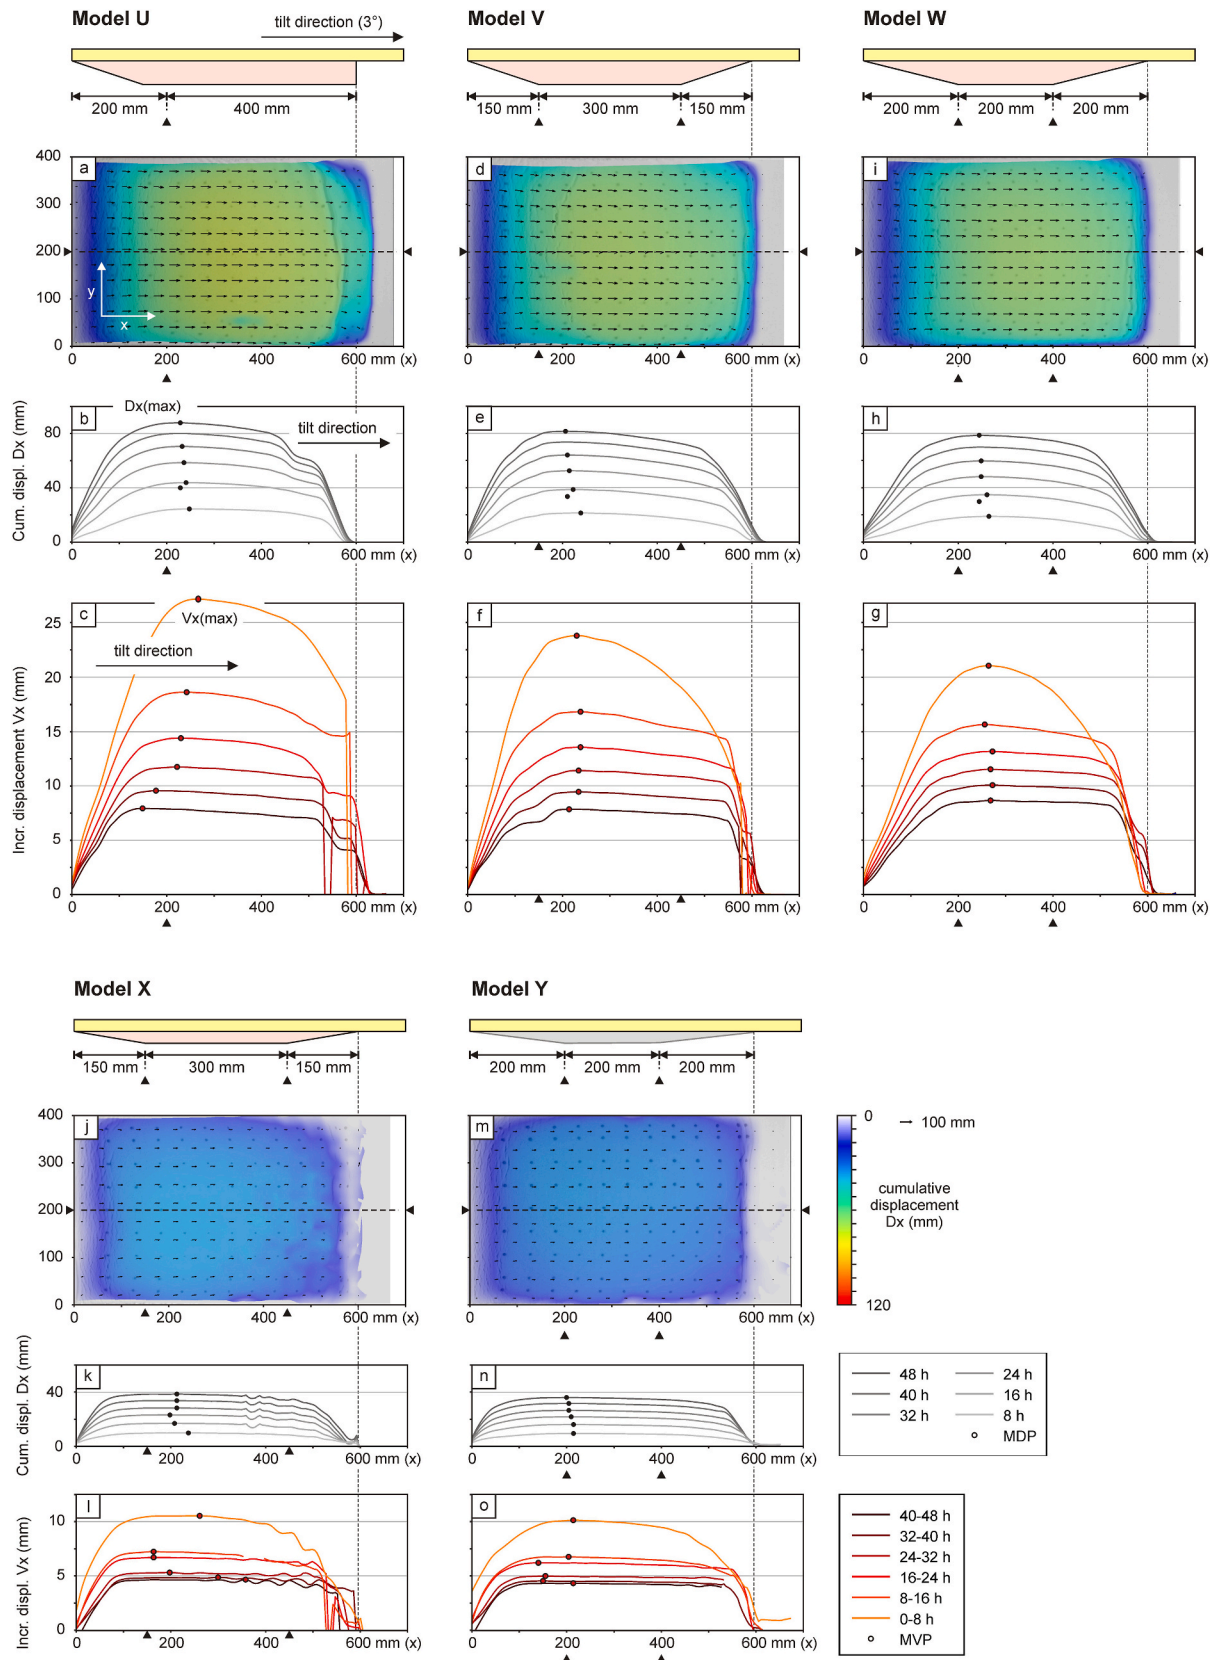 Model U
tilt direction (3°)
Model V
Model W
200 mm
400 mm
150 mm
300 mm
150 mm
200 mm
200 mm
200 mm
400
300
200
100
0
a
y
x
d
i
0
200
400
600 mm (x)
0
200
400
600 mm (x)
0
200
400
600 mm (x)
Cum. displ. Dx (mm)
80
40
0
b
Dx(max)
tilt direction
e
h
0
200
400
600 mm (x)
0
200
400
600 mm (x)
0
200
400
600 mm (x)
Incr. displacement Vx (mm)
25
20
15
10
5
0
c
Vx(max)
tilt direction
f
g
0
200
400
600 mm (x)
0
200
400
600 mm (x)
0
200
400
600 mm (x)
Model X
Model Y
150 mm
300 mm
150 mm
200 mm
200 mm
200 mm
400
300
200
100
0
j
m
0
200
400
600 mm (x)
0
200
400
600 mm (x)
0
120
100 mm
cumulative
displacement
Dx (mm)
Cum. displ. Dx (mm)
40
0
k
n
0
200
400
600 mm (x)
0
200
400
600 mm (x)
48 h
40 h
32 h
24 h
16 h
8 h
MDP
Incr. displ. Vx (mm)
10
5
0
l
o
0
200
400
600 mm (x)
0
200
400
600 mm (x)
40-48 h
32-40 h
24-32 h
16-24 h
8-16 h
0-8 h
MVP